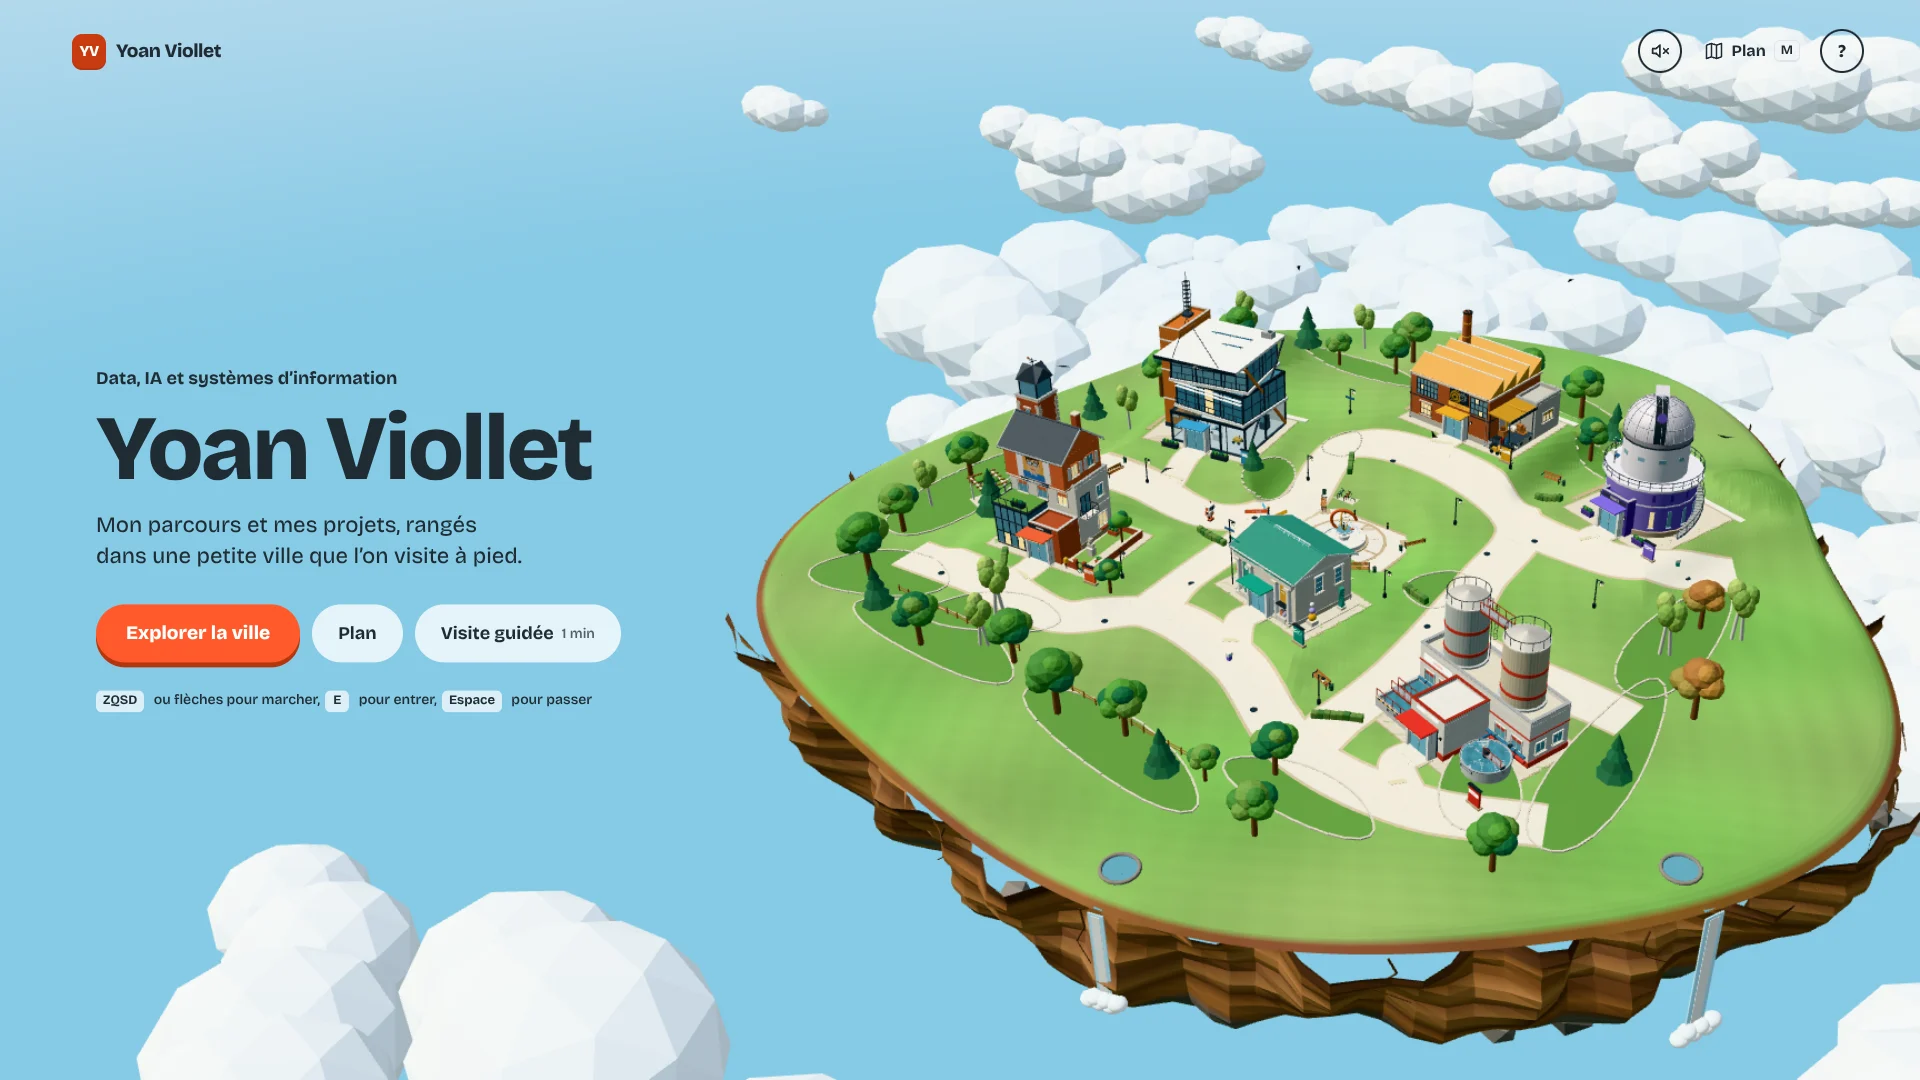 YV Yoan Viollet
Plan M ?
Data, IA et systèmes d'information
Yoan Viollet
Mon parcours et mes projets, rangés
dans une petite ville que l'on visite à pied.
Explorer la ville Plan Visite guidée 1 min
ZQSD ou flèches pour marcher, E pour entrer, Espace pour passer